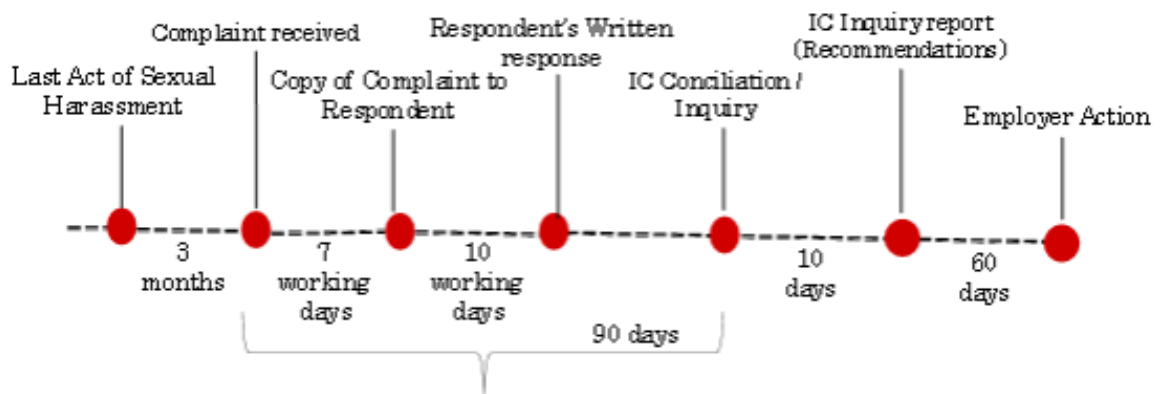 Last Act of Sexual
Harassment
Complaint received
Copy of Complaint to
Respondent
Respondent's Written
response
IC Conciliation /
Inquiry
IC Inquiry report
(Recommendations)
Employer Action
3
months
7
working
days
10
working
days
90 days
10
days
60
days